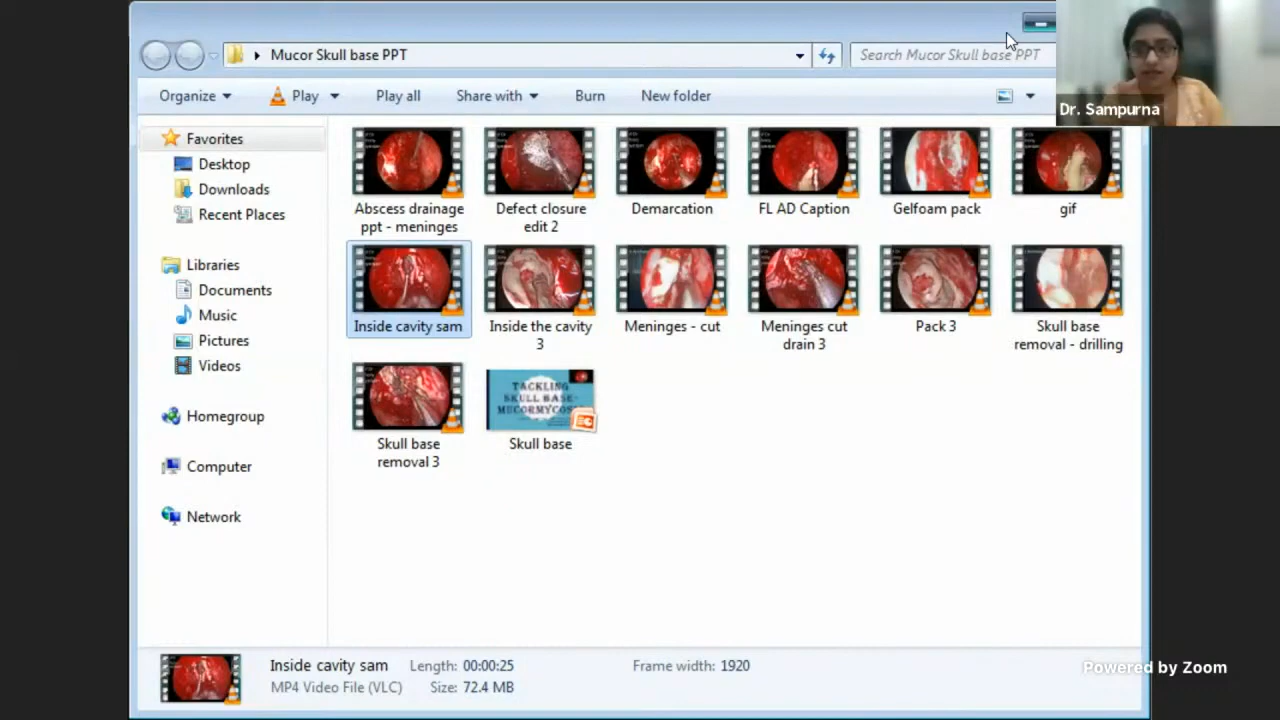 Mucor Skull base PPT
Search Mucor Skull base PPT
Dr. Sampurna
Organize
Play
Play all
Share with
Burn
New folder
Favorites
Desktop
Downloads
Recent Places
Libraries
Documents
Music
Pictures
Videos
Homegroup
Computer
Network
Abscess drainage
ppt - meninges
Defect closure
edit 2
Demarcation
FL AD Caption
Gelfoam pack
gif
Inside cavity sam
Inside the cavity
3
Meninges - cut
Meninges cut
drain 3
Pack 3
Skull base
removal - drilling
Skull base
removal 3
TACKLING
SKULL BASE-
Skull base
Inside cavity sam
Length: 00:00:25
Frame width: 1920
MP4 Video File (VLC)
Size: 72.4 MB
Powered by Zoom